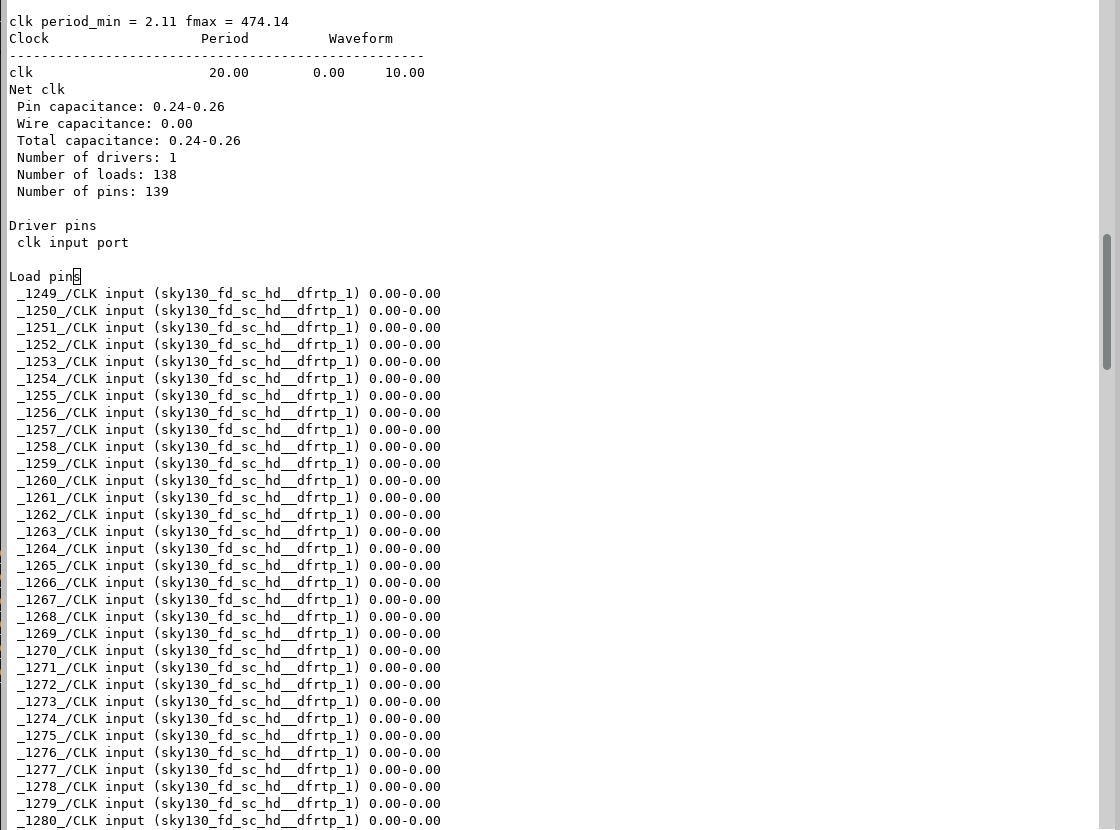 clk period_min = 2.11 fmax = 474.14
Clock                   Period          Waveform
----------------------------------------------------
clk                      20.00        0.00     10.00
Net clk
 Pin capacitance: 0.24-0.26
 Wire capacitance: 0.00
 Total capacitance: 0.24-0.26
 Number of drivers: 1
 Number of loads: 138
 Number of pins: 139

Driver pins
 clk input port

Load pins
 _1249_/CLK input (sky130_fd_sc_hd__dfrtp_1) 0.00-0.00
 _1250_/CLK input (sky130_fd_sc_hd__dfrtp_1) 0.00-0.00
 _1251_/CLK input (sky130_fd_sc_hd__dfrtp_1) 0.00-0.00
 _1252_/CLK input (sky130_fd_sc_hd__dfrtp_1) 0.00-0.00
 _1253_/CLK input (sky130_fd_sc_hd__dfrtp_1) 0.00-0.00
 _1254_/CLK input (sky130_fd_sc_hd__dfrtp_1) 0.00-0.00
 _1255_/CLK input (sky130_fd_sc_hd__dfrtp_1) 0.00-0.00
 _1256_/CLK input (sky130_fd_sc_hd__dfrtp_1) 0.00-0.00
 _1257_/CLK input (sky130_fd_sc_hd__dfrtp_1) 0.00-0.00
 _1258_/CLK input (sky130_fd_sc_hd__dfrtp_1) 0.00-0.00
 _1259_/CLK input (sky130_fd_sc_hd__dfrtp_1) 0.00-0.00
 _1260_/CLK input (sky130_fd_sc_hd__dfrtp_1) 0.00-0.00
 _1261_/CLK input (sky130_fd_sc_hd__dfrtp_1) 0.00-0.00
 _1262_/CLK input (sky130_fd_sc_hd__dfrtp_1) 0.00-0.00
 _1263_/CLK input (sky130_fd_sc_hd__dfrtp_1) 0.00-0.00
 _1264_/CLK input (sky130_fd_sc_hd__dfrtp_1) 0.00-0.00
 _1265_/CLK input (sky130_fd_sc_hd__dfrtp_1) 0.00-0.00
 _1266_/CLK input (sky130_fd_sc_hd__dfrtp_1) 0.00-0.00
 _1267_/CLK input (sky130_fd_sc_hd__dfrtp_1) 0.00-0.00
 _1268_/CLK input (sky130_fd_sc_hd__dfrtp_1) 0.00-0.00
 _1269_/CLK input (sky130_fd_sc_hd__dfrtp_1) 0.00-0.00
 _1270_/CLK input (sky130_fd_sc_hd__dfrtp_1) 0.00-0.00
 _1271_/CLK input (sky130_fd_sc_hd__dfrtp_1) 0.00-0.00
 _1272_/CLK input (sky130_fd_sc_hd__dfrtp_1) 0.00-0.00
 _1273_/CLK input (sky130_fd_sc_hd__dfrtp_1) 0.00-0.00
 _1274_/CLK input (sky130_fd_sc_hd__dfrtp_1) 0.00-0.00
 _1275_/CLK input (sky130_fd_sc_hd__dfrtp_1) 0.00-0.00
 _1276_/CLK input (sky130_fd_sc_hd__dfrtp_1) 0.00-0.00
 _1277_/CLK input (sky130_fd_sc_hd__dfrtp_1) 0.00-0.00
 _1278_/CLK input (sky130_fd_sc_hd__dfrtp_1) 0.00-0.00
 _1279_/CLK input (sky130_fd_sc_hd__dfrtp_1) 0.00-0.00
 _1280_/CLK input (sky130_fd_sc_hd__dfrtp_1) 0.00-0.00